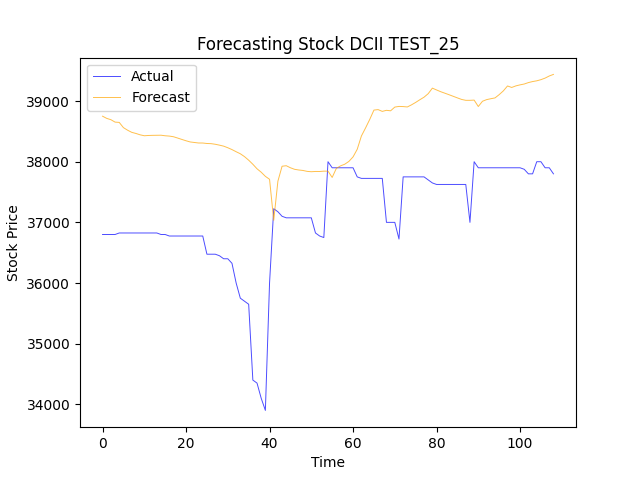 Forecasting Stock DCII TEST_25
Actual
Forecast
39000
38000
37000
36000
35000
34000
Stock Price
0 20 40 60 80 100
Time